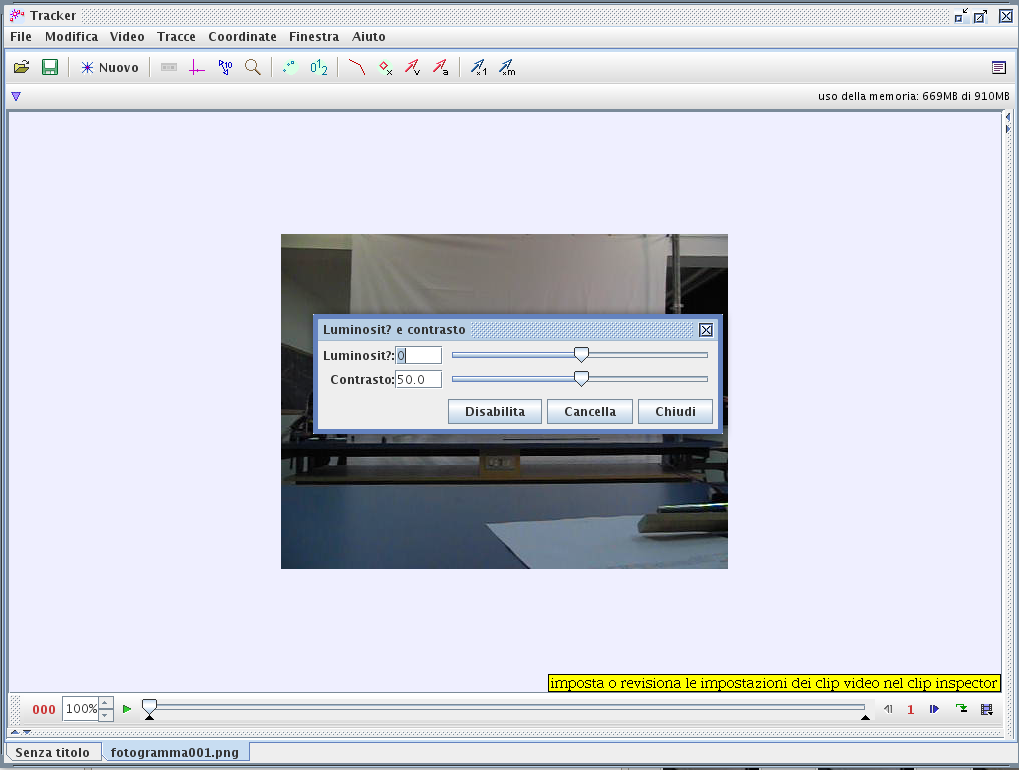 Tracker
File Modifica Video Tracce Coordinate Finestra Aiuto
Nuovo
uso della memoria: 669MB di 910MB
Luminosit? e contrasto
Luminosit?: 0
Contrasto: 50.0
Disabilita Cancella Chiudi
imposta o revisiona le impostazioni dei clip video nel clip inspector
000 100% 1
Senza titolo fotogramma001.png